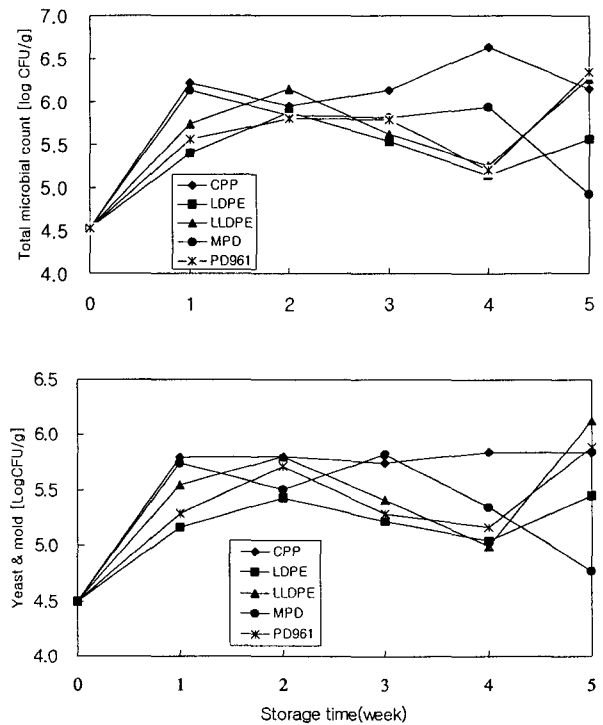 Total microbial count [log CFU/g]
7.0
6.5
6.0
5.5
5.0
4.5
4.0
CPP
LDPE
LLDPE
MPD
PD961
0 1 2 3 4 5
Yeast & mold [LogCFU/g]
6.5
6.0
5.5
5.0
4.5
4.0
CPP
LDPE
LLDPE
MPD
PD961
0 1 2 3 4 5
Storage time(week)